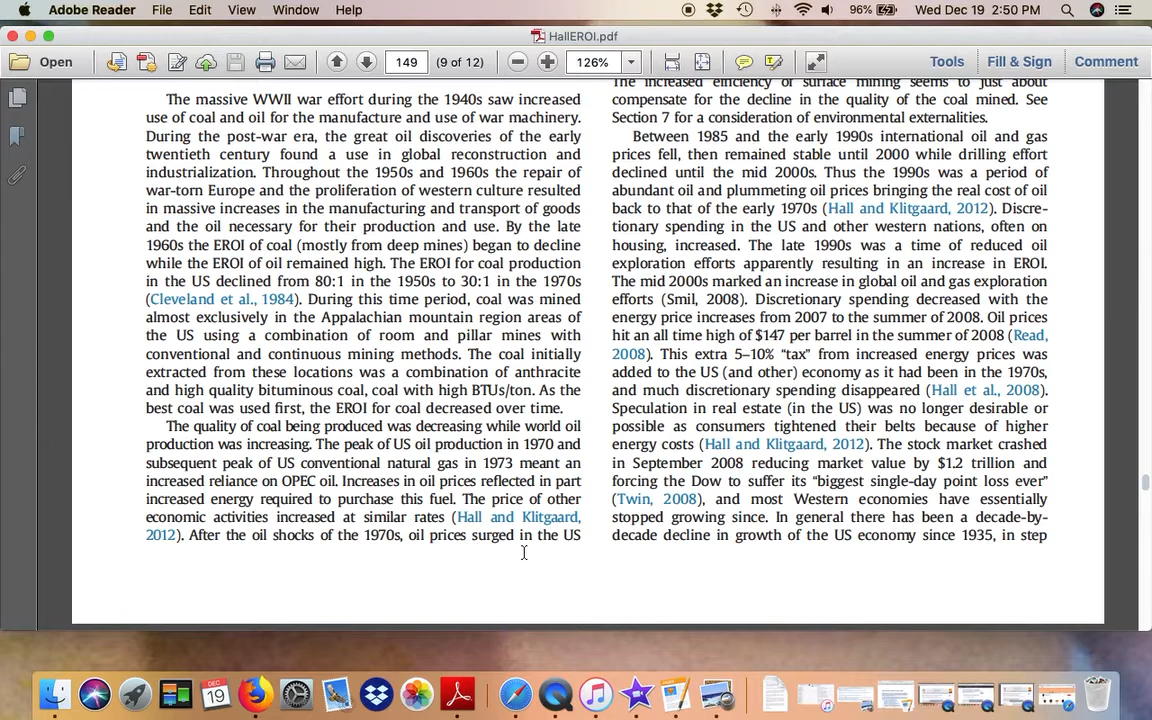 Adobe Reader File Edit View Window Help 96% Wed Dec 19 2:50 PM
HallEROI.pdf
Open 149 (9 of 12) 126% Tools Fill & Sign Comment
The massive WWII war effort during the 1940s saw increased
use of coal and oil for the manufacture and use of war machinery.
During the post-war era, the great oil discoveries of the early
twentieth century found a use in global reconstruction and
industrialization. Throughout the 1950s and 1960s the repair of
war-torn Europe and the proliferation of western culture resulted
in massive increases in the manufacturing and transport of goods
and the oil necessary for their production and use. By the late
1960s the EROI of coal (mostly from deep mines) began to decline
while the EROI of oil remained high. The EROI for coal production
in the US declined from 80:1 in the 1950s to 30:1 in the 1970s
(Cleveland et al., 1984). During this time period, coal was mined
almost exclusively in the Appalachian mountain region areas of
the US using a combination of room and pillar mines with
conventional and continuous mining methods. The coal initially
extracted from these locations was a combination of anthracite
and high quality bituminous coal, coal with high BTUs/ton. As the
best coal was used first, the EROI for coal decreased over time.
The quality of coal being produced was decreasing while world oil
production was increasing. The peak of US oil production in 1970 and
subsequent peak of US conventional natural gas in 1973 meant an
increased reliance on OPEC oil. Increases in oil prices reflected in part
increased energy required to purchase this fuel. The price of other
economic activities increased at similar rates (Hall and Klitgaard,
2012). After the oil shocks of the 1970s, oil prices surged in the US
The increased efficiency of surface mining seems to just about
compensate for the decline in the quality of the coal mined. See
Section 7 for a consideration of environmental externalities.
Between 1985 and the early 1990s international oil and gas
prices fell, then remained stable until 2000 while drilling effort
declined until the mid 2000s. Thus the 1990s was a period of
abundant oil and plummeting oil prices bringing the real cost of oil
back to that of the early 1970s (Hall and Klitgaard, 2012). Discre-
tionary spending in the US and other western nations, often on
housing, increased. The late 1990s was a time of reduced oil
exploration efforts apparently resulting in an increase in EROI.
The mid 2000s marked an increase in global oil and gas exploration
efforts (Smil, 2008). Discretionary spending decreased with the
energy price increases from 2007 to the summer of 2008. Oil prices
hit an all time high of $147 per barrel in the summer of 2008 (Read,
2008). This extra 5–10% “tax” from increased energy prices was
added to the US (and other) economy as it had been in the 1970s,
and much discretionary spending disappeared (Hall et al., 2008).
Speculation in real estate (in the US) was no longer desirable or
possible as consumers tightened their belts because of higher
energy costs (Hall and Klitgaard, 2012). The stock market crashed
in September 2008 reducing market value by $1.2 trillion and
forcing the Dow to suffer its “biggest single-day point loss ever”
(Twin, 2008), and most Western economies have essentially
stopped growing since. In general there has been a decade-by-
decade decline in growth of the US economy since 1935, in step
DEC
19